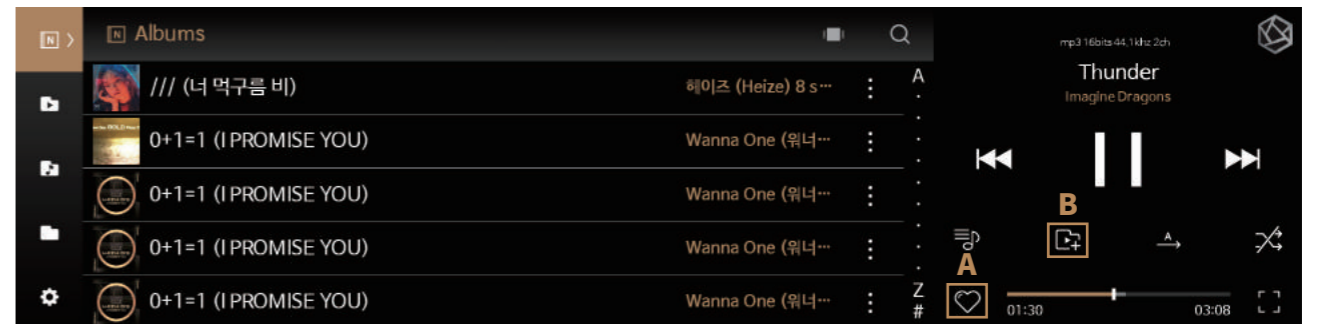 N
N Albums
/// (너 먹구름 비) 헤이즈 (Heize) 8 s···
0+1=1 (I PROMISE YOU) Wanna One (워너···
0+1=1 (I PROMISE YOU) Wanna One (워너···
0+1=1 (I PROMISE YOU) Wanna One (워너···
0+1=1 (I PROMISE YOU) Wanna One (워너···
A
Z
#
mp3 16bits 44,1khz 2ch
Thunder
Imagine Dragons
B
A
A
01:30 03:08